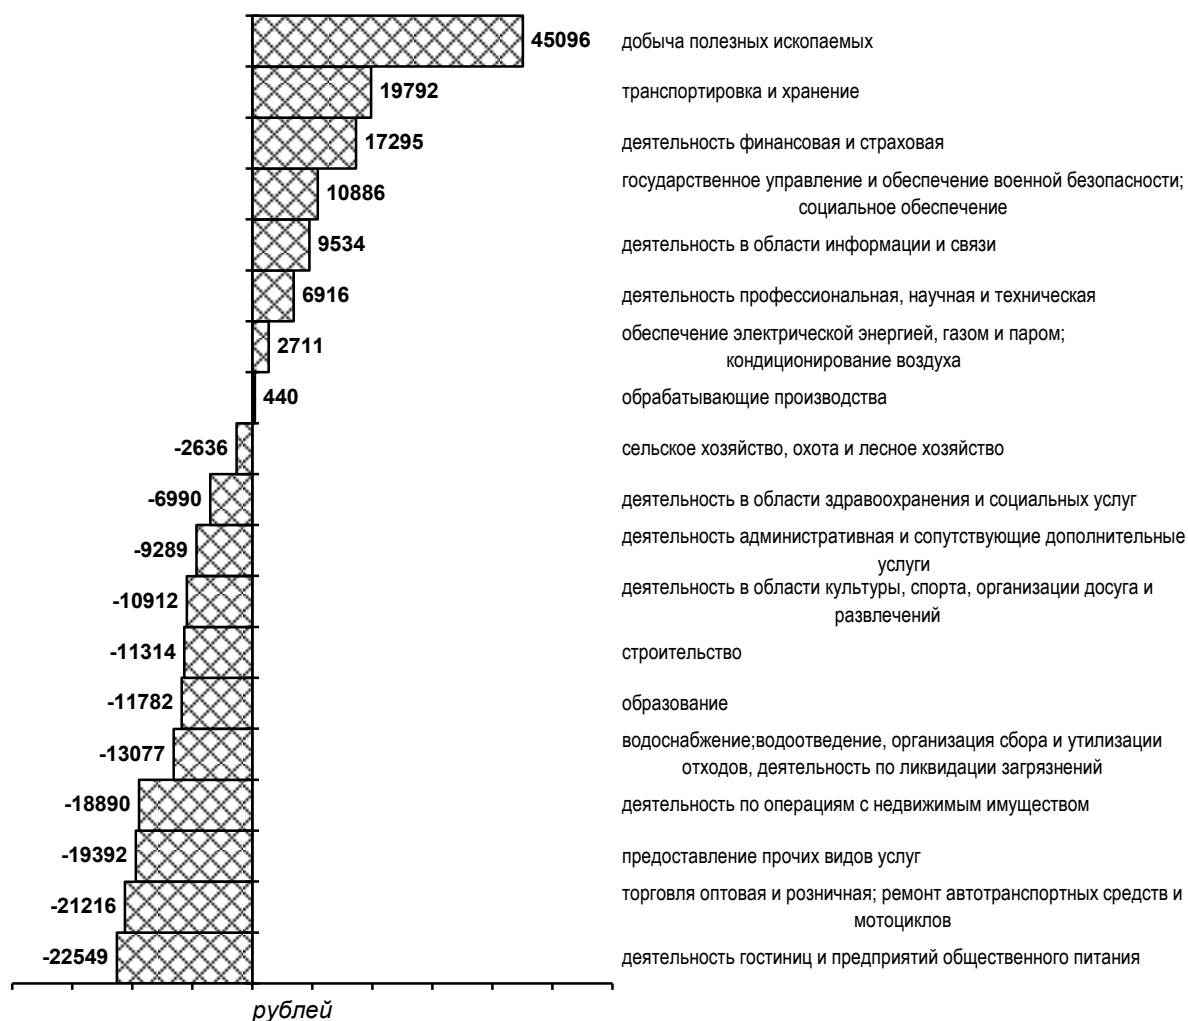 45096 добыча полезных ископаемых
19792 транспортировка и хранение
17295 деятельность финансовая и страховая
10886 государственное управление и обеспечение военной безопасности;
социальное обеспечение
9534 деятельность в области информации и связи
6916 деятельность профессиональная, научная и техническая
2711 обеспечение электрической энергией, газом и паром;
кондиционирование воздуха
440 обрабатывающие производства
-2636 сельское хозяйство, охота и лесное хозяйство
-6990 деятельность в области здравоохранения и социальных услуг
-9289 деятельность административная и сопутствующие дополнительные
услуги
-10912 деятельность в области культуры, спорта, организации досуга и
развлечений
-11314 строительство
-11782 образование
-13077 водоснабжение;водоотведение, организация сбора и утилизации
отходов, деятельность по ликвидации загрязнений
-18890 деятельность по операциям с недвижимым имуществом
-19392 предоставление прочих видов услуг
-21216 торговля оптовая и розничная; ремонт автотранспортных средств и
мотоциклов
-22549 деятельность гостиниц и предприятий общественного питания
рублей